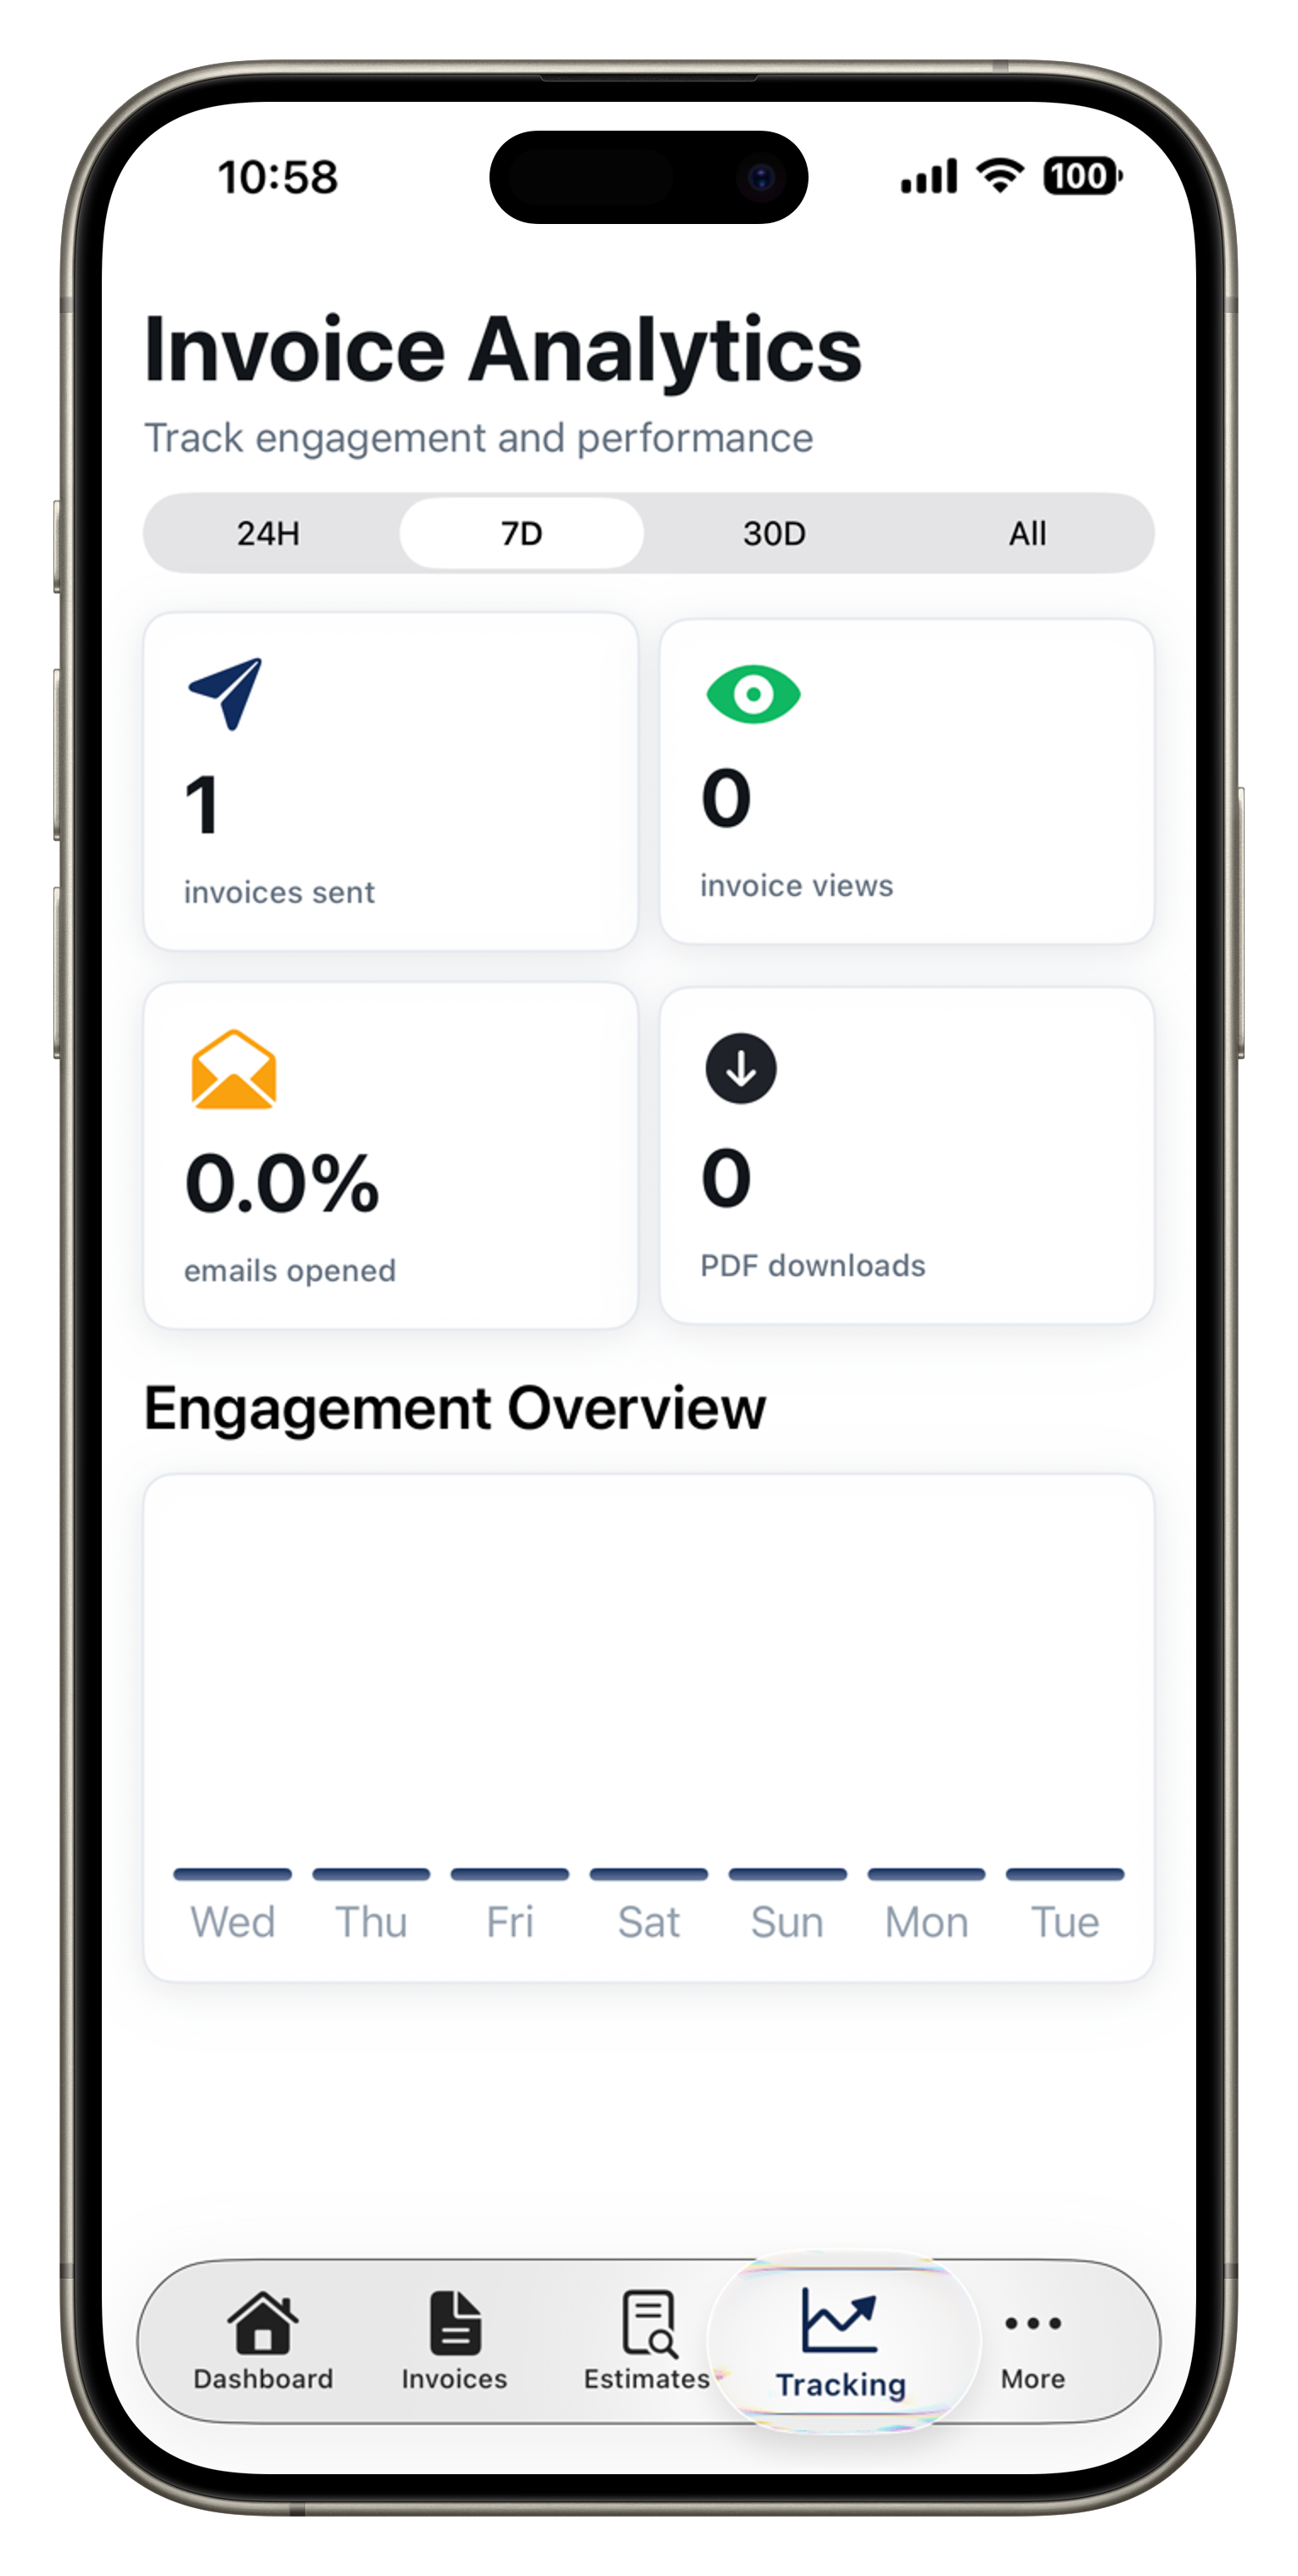 10:58
100
Invoice Analytics
Track engagement and performance
24H 7D 30D All
1
invoices sent
0
invoice views
0.0%
emails opened
0
PDF downloads
Engagement Overview
Wed Thu Fri Sat Sun Mon Tue
Dashboard Invoices Estimates Tracking More